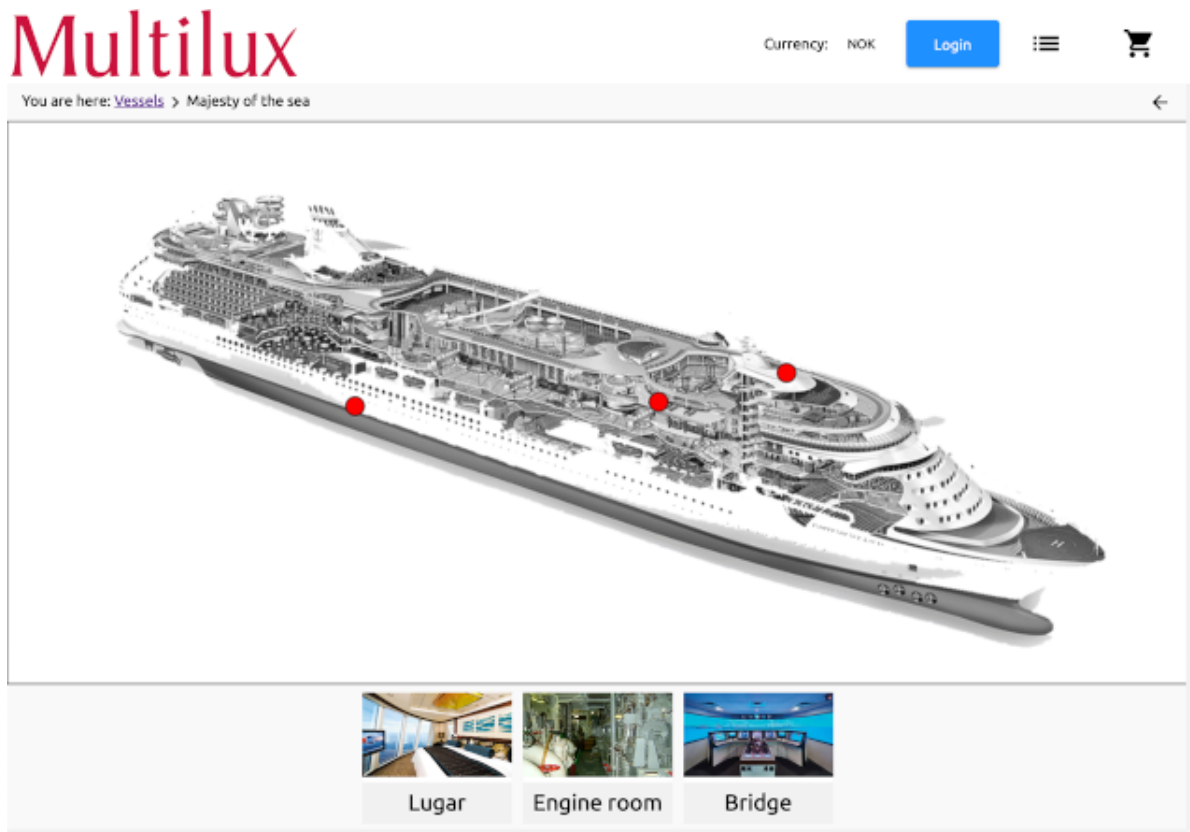 Multilux
Currency: NOK Login
You are here: Vessels > Majesty of the sea
H
Lugar Engine room Bridge